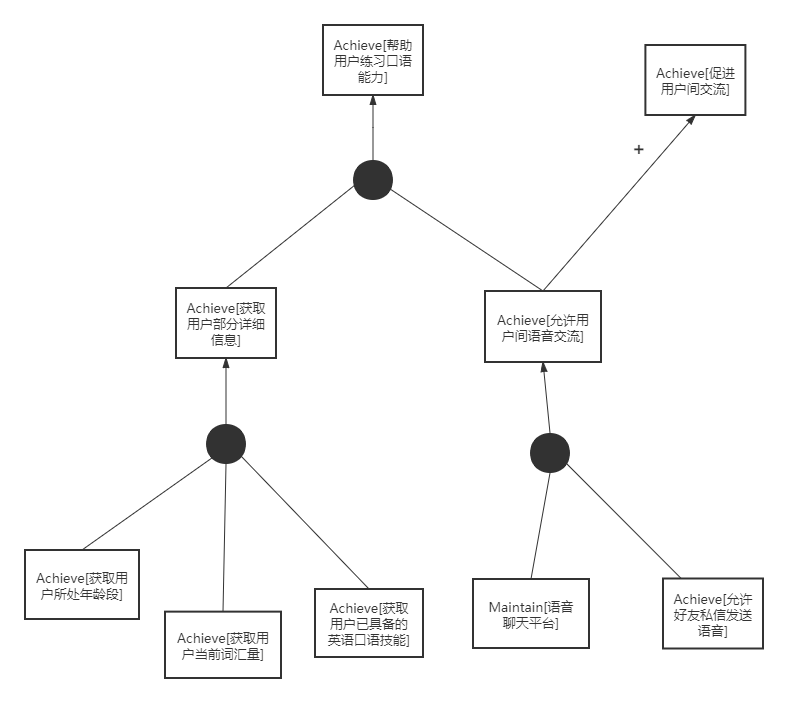 Achieve[帮助
用户练习口语
能力]
Achieve[促进
用户间交流]
+
Achieve[获取
用户部分详细
信息]
Achieve[允许用
户间语音交流]
Achieve[获取用
户所处年龄段]
Achieve[获取用
户当前词汇量]
Achieve[获取
用户已具备的
英语口语技能]
Maintain[语音
聊天平台]
Achieve[允许
好友私信发送
语音]